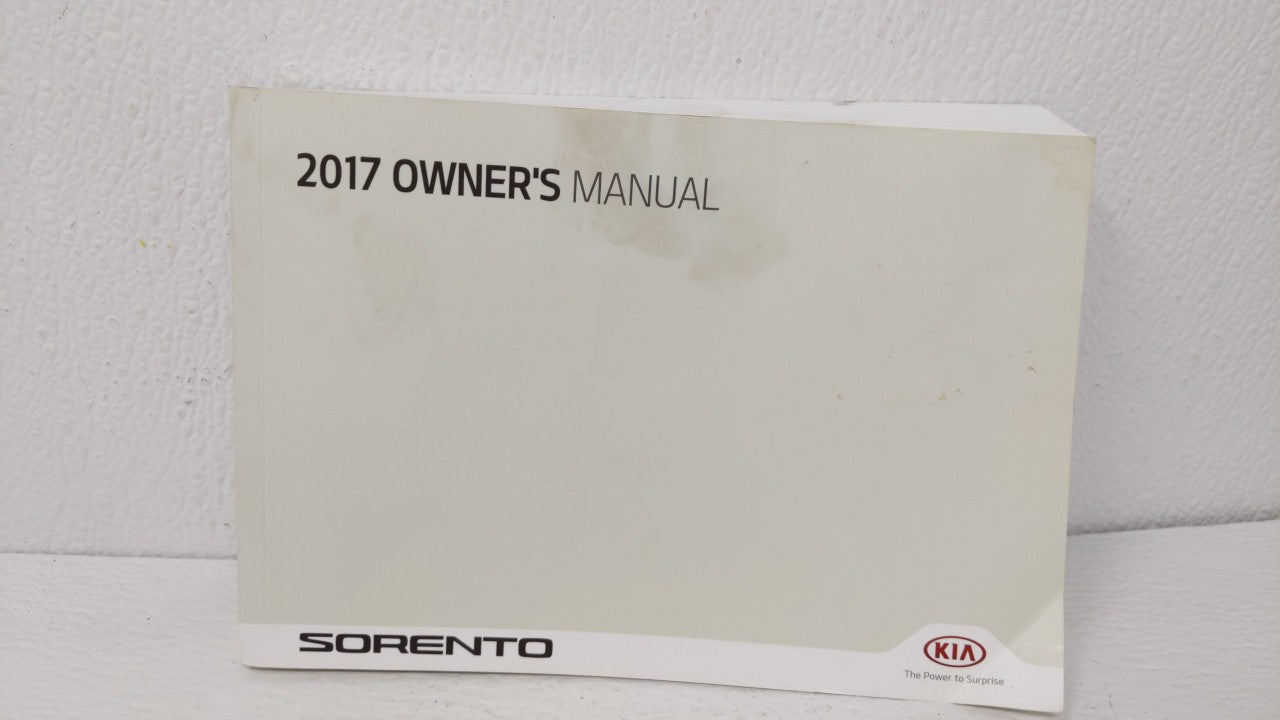 2017 OWNER'S MANUAL
SORENTO
KIA
The Power to Surprise